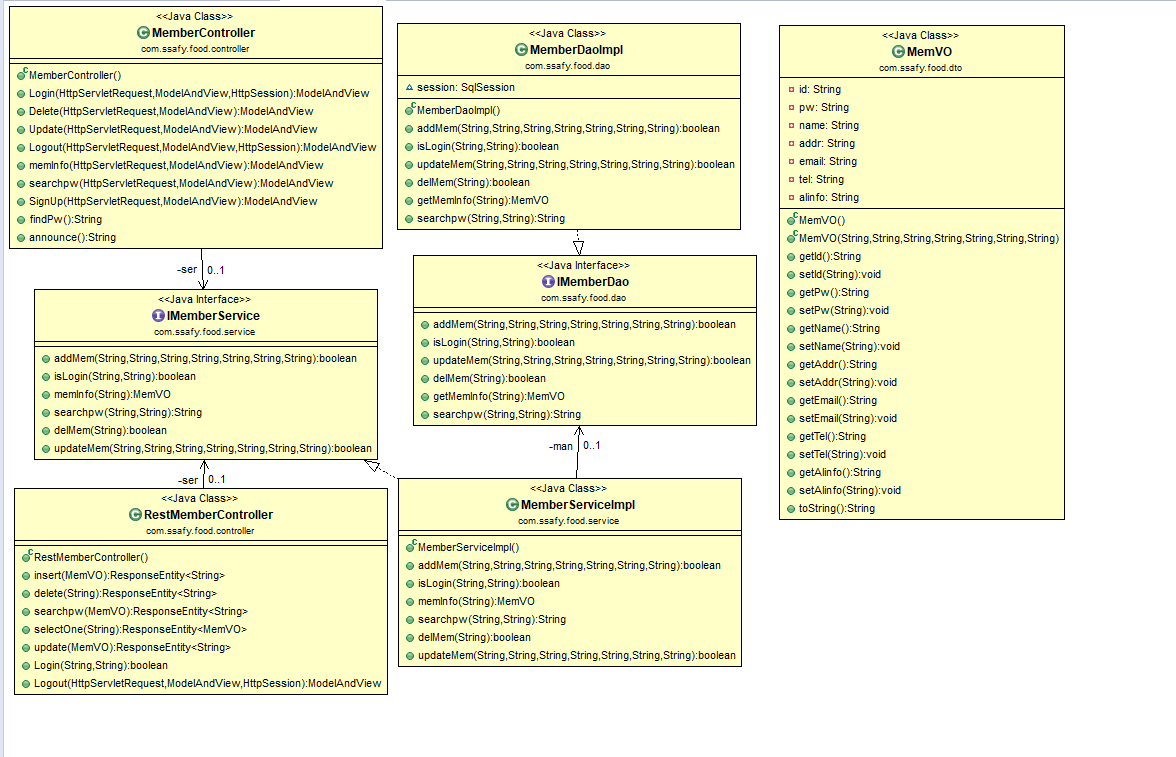 <<Java Class>>
MemberController
com.ssafy.food.controller
MemberController()
Login(HttpServletRequest,ModelAndView,HttpSession):ModelAndView
Delete(HttpServletRequest,ModelAndView):ModelAndView
Update(HttpServletRequest,ModelAndView):ModelAndView
Logout(HttpServletRequest,ModelAndView,HttpSession):ModelAndView
memInfo(HttpServletRequest,ModelAndView):ModelAndView
searchpw(HttpServletRequest,ModelAndView):ModelAndView
SignUp(HttpServletRequest,ModelAndView):ModelAndView
findPw():String
announce():String
-ser 0..1
<<Java Interface>>
IMemberService
com.ssafy.food.service
addMem(String,String,String,String,String,String,String):boolean
isLogin(String,String):boolean
memInfo(String):MemVO
searchpw(String,String):String
delMem(String):boolean
updateMem(String,String,String,String,String,String,String):boolean
-ser 0..1
<<Java Class>>
RestMemberController
com.ssafy.food.controller
RestMemberController()
insert(MemVO):ResponseEntity<String>
delete(String):ResponseEntity<String>
searchpw(MemVO):ResponseEntity<String>
selectOne(String):ResponseEntity<MemVO>
update(MemVO):ResponseEntity<String>
Login(String,String):boolean
Logout(HttpServletRequest,ModelAndView,HttpSession):ModelAndView
<<Java Class>>
MemberDaoImpl
com.ssafy.food.dao
session: SqlSession
MemberDaoImpl()
addMem(String,String,String,String,String,String,String):boolean
isLogin(String,String):boolean
updateMem(String,String,String,String,String,String,String):boolean
delMem(String):boolean
getMemInfo(String):MemVO
searchpw(String,String):String
<<Java Interface>>
IMemberDao
com.ssafy.food.dao
addMem(String,String,String,String,String,String,String):boolean
isLogin(String,String):boolean
updateMem(String,String,String,String,String,String,String):boolean
delMem(String):boolean
getMemInfo(String):MemVO
searchpw(String,String):String
-man 0..1
<<Java Class>>
MemberServiceImpl
com.ssafy.food.service
MemberServiceImpl()
addMem(String,String,String,String,String,String,String):boolean
isLogin(String,String):boolean
memInfo(String):MemVO
searchpw(String,String):String
delMem(String):boolean
updateMem(String,String,String,String,String,String,String):boolean
<<Java Class>>
MemVO
com.ssafy.food.dto
id: String
pw: String
name: String
addr: String
email: String
tel: String
alinfo: String
MemVO()
MemVO(String,String,String,String,String,String,String)
getId():String
setId(String):void
getPw():String
setPw(String):void
getName():String
setName(String):void
getAddr():String
setAddr(String):void
getEmail():String
setEmail(String):void
getTel():String
setTel(String):void
getAlinfo():String
setAlinfo(String):void
toString():String